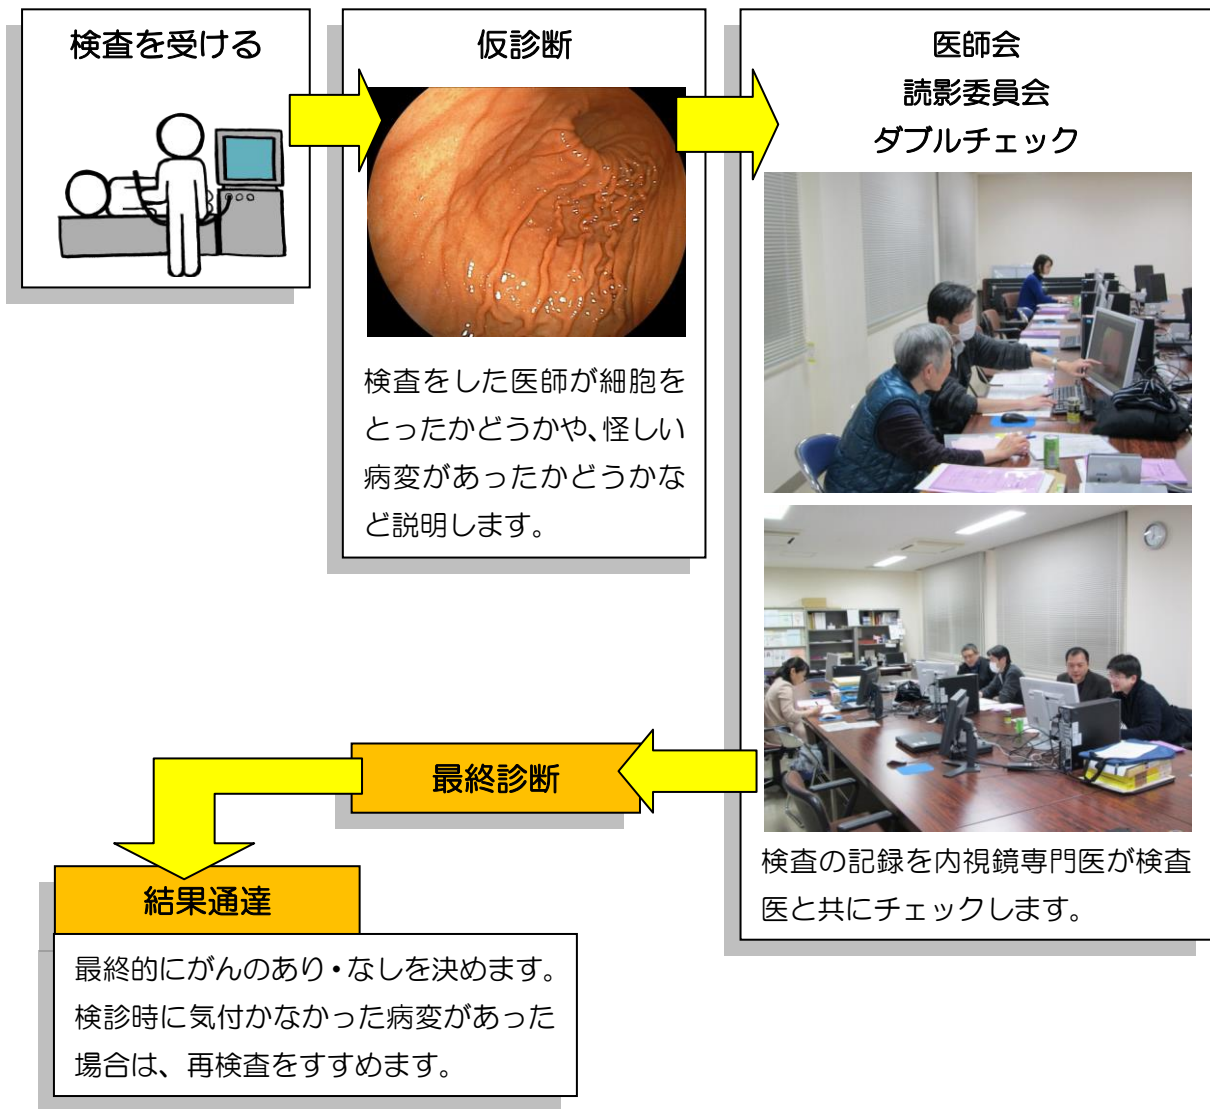 検査を受ける
仮診断
検査をした医師が細胞を
とったかどうかや、怪しい
病変があったかどうかな
ど説明します。
医師会
読影委員会
ダブルチェック
検査の記録を内視鏡専門医が検査
医と共にチェックします。
最終診断
結果通達
最終的にがんのあり・なしを決めます。
検診時に気付かなかった病変があった
場合は、再検査をすすめます。